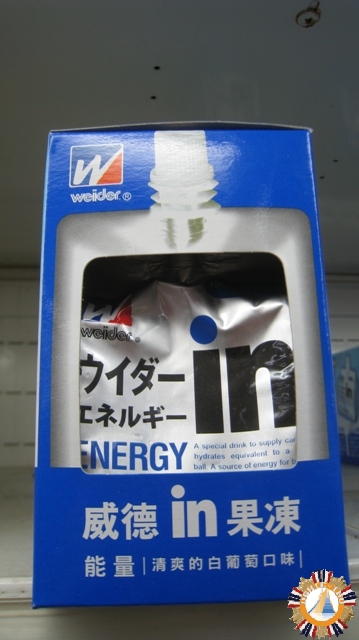 weider®
weider®
ウイダー in
エネルギー
ENERGY
A special drink to supply car
hydrates equivalent to a
ball. A source of energy for b
威德 in 果凍
能量|清爽的白葡萄口味|